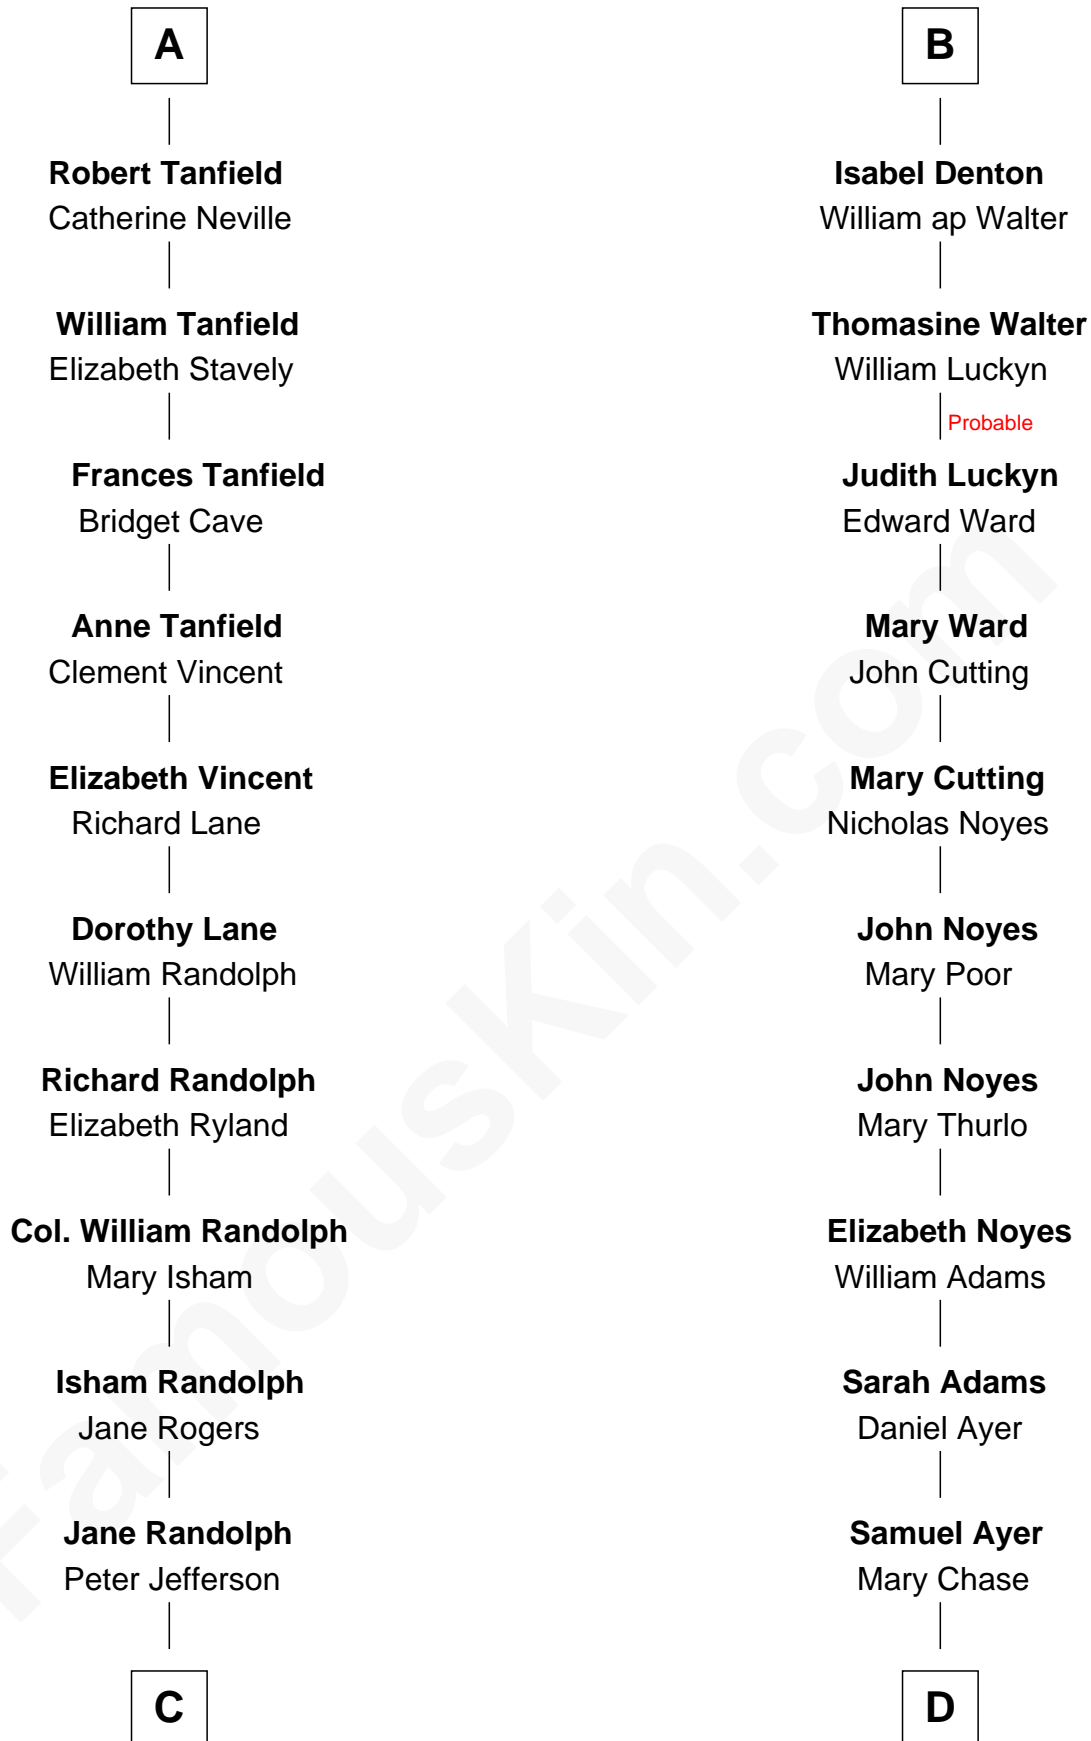 A
Robert Tanfield
Catherine Neville
William Tanfield
Elizabeth Stavely
Frances Tanfield
Bridget Cave
Anne Tanfield
Clement Vincent
Elizabeth Vincent
Richard Lane
Dorothy Lane
William Randolph
Richard Randolph
Elizabeth Ryland
Col. William Randolph
Mary Isham
Isham Randolph
Jane Rogers
Jane Randolph
Peter Jefferson
C
B
Isabel Denton
William ap Walter
Thomasine Walter
William Luckyn
Probable
Judith Luckyn
Edward Ward
Mary Ward
John Cutting
Mary Cutting
Nicholas Noyes
John Noyes
Mary Poor
John Noyes
Mary Thurlo
Elizabeth Noyes
William Adams
Sarah Adams
Daniel Ayer
Samuel Ayer
Mary Chase
D
FamousKin.com